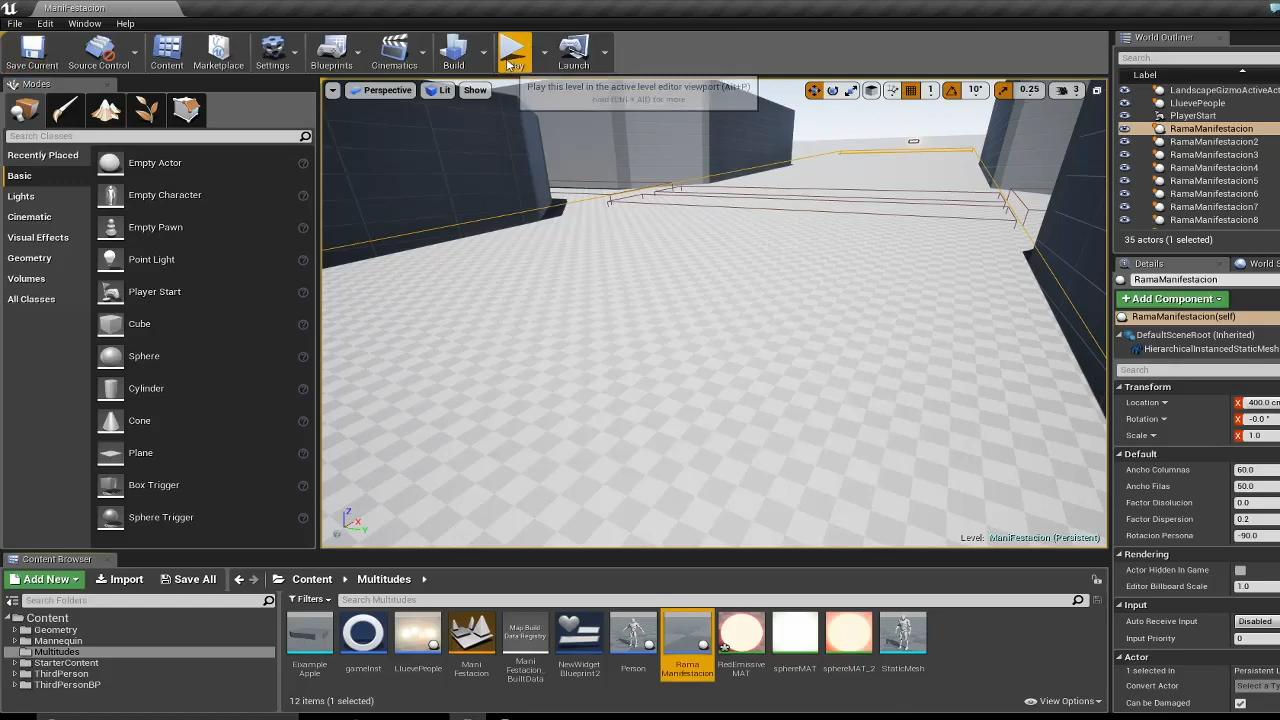 ManiFestacion
File Edit Window Help
Save Current Source Control Content Marketplace Settings Blueprints Cinematics Build Play Launch
Modes
Search Classes
Recently Placed
Basic
Lights
Cinematic
Visual Effects
Geometry
Volumes
All Classes
Empty Actor
Empty Character
Empty Pawn
Point Light
Player Start
Cube
Sphere
Cylinder
Cone
Plane
Box Trigger
Sphere Trigger
Perspective Lit Show
Play this level in the active level editor viewport (Alt+P)
hold (Ctrl + Alt) for more
1 10° 0.25 3
Z
X
Y
Level: ManiFestacion (Persistent)
World Outliner
Search...
Label
LandscapeGizmoActiveAct
LluevePeople
PlayerStart
RamaManifestacion
RamaManifestacion2
RamaManifestacion3
RamaManifestacion4
RamaManifestacion5
RamaManifestacion6
RamaManifestacion7
RamaManifestacion8
35 actors (1 selected)
Details World S
RamaManifestacion
+Add Component
RamaManifestacion(self)
DefaultSceneRoot (Inherited)
HierarchicalInstancedStaticMesh
Search
Transform
Location X 400.0 cm
Rotation X -0.0 °
Scale X 1.0
Default
Ancho Columnas 60.0
Ancho Filas 50.0
Factor Disolucion 0.0
Factor Dispersion 0.2
Rotacion Persona -90.0
Rendering
Actor Hidden In Game
Editor Billboard Scale 1.0
Input
Auto Receive Input Disabled
Input Priority 0
Actor
1 selected in Persistent L
Convert Actor Select a Ty
Can be Damaged
Content Browser
Add New Import Save All Content Multitudes
Search Folders
Filters Search Multitudes
Content
Geometry
Mannequin
Multitudes
StarterContent
ThirdPerson
ThirdPersonBP
Map Build
Data Registry
Example
Apple
gameInst
LluevePeople
Mani
Festacion
Mani
Festacion_
BuiltData
NewWidget
Blueprint2
Person
Rama
Manifestacion
RedEmissive
MAT
sphereMAT
sphereMAT_2
StaticMesh
12 items (1 selected)
View Options